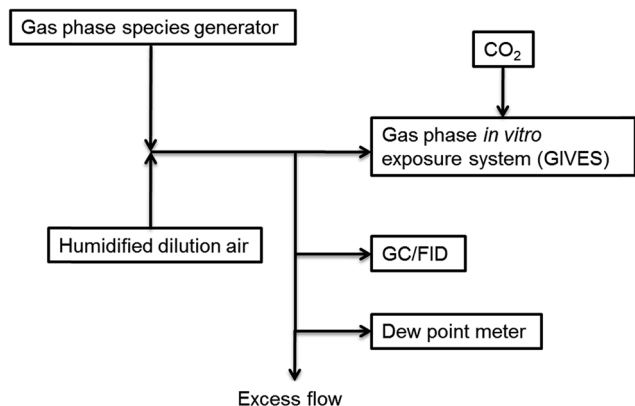 Gas phase species generator
CO₂
Gas phase in vitro
exposure system (GIVES)
Humidified dilution air
GC/FID
Dew point meter
Excess flow